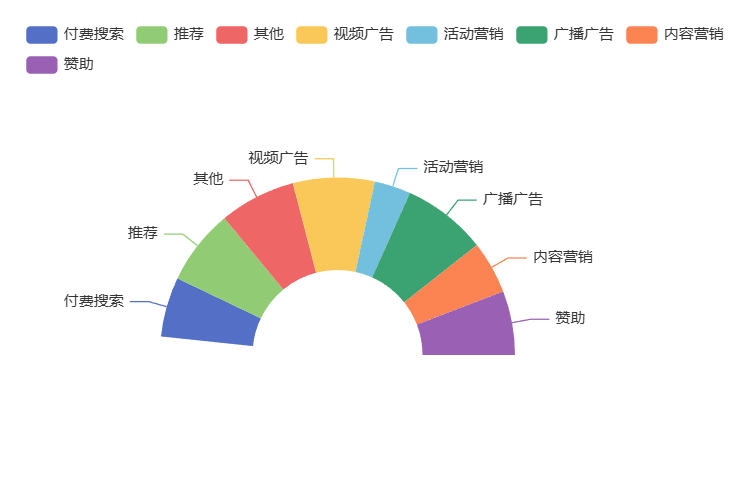 付费搜索 推荐 其他 视频广告 活动营销 广播广告 内容营销
赞助
视频广告
活动营销
其他
广播广告
推荐
内容营销
付费搜索
赞助